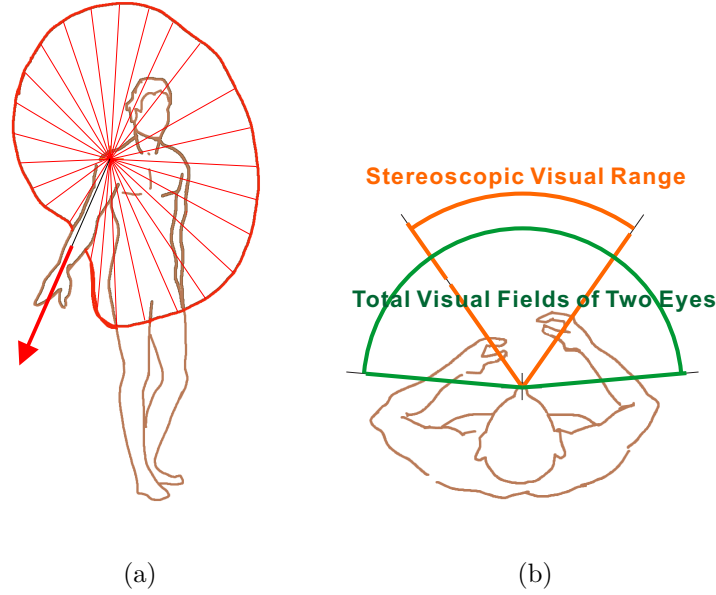 Stereoscopic Visual Range
Total Visual Fields of Two Eyes
(a)
(b)